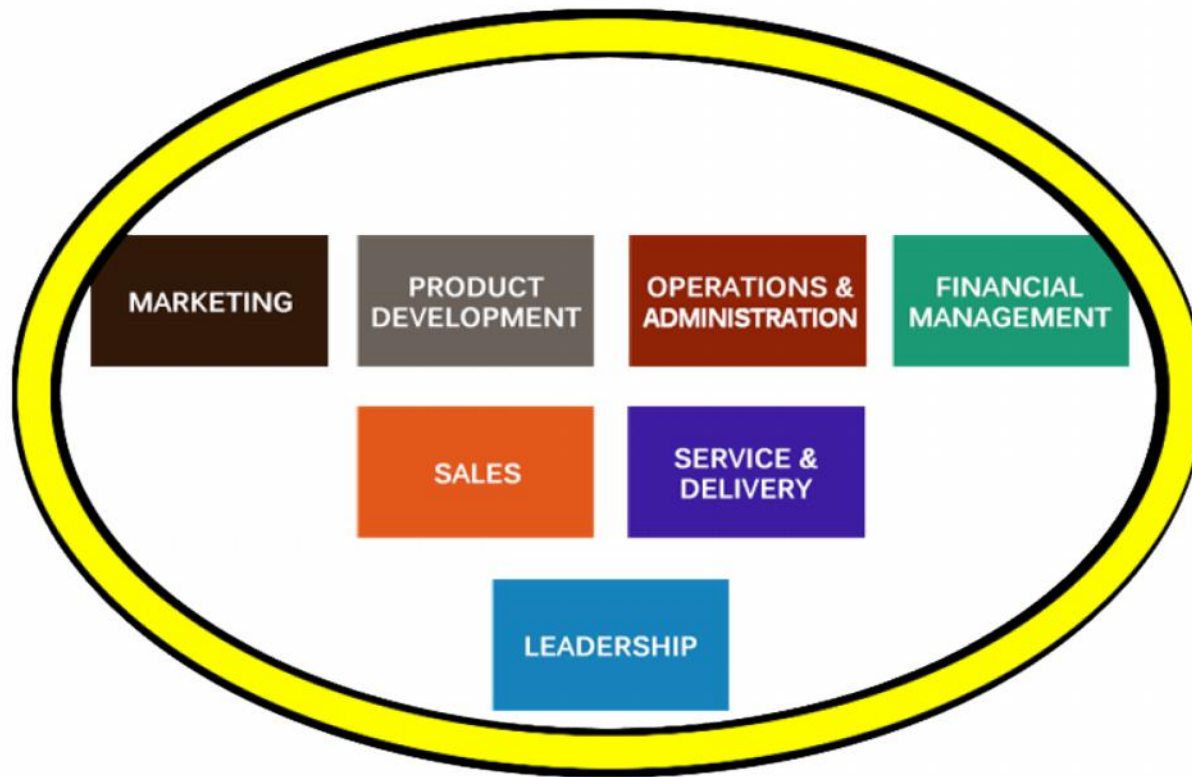 MARKETING
PRODUCT
DEVELOPMENT
OPERATIONS &
ADMINISTRATION
FINANCIAL
MANAGEMENT
SALES
SERVICE &
DELIVERY
LEADERSHIP